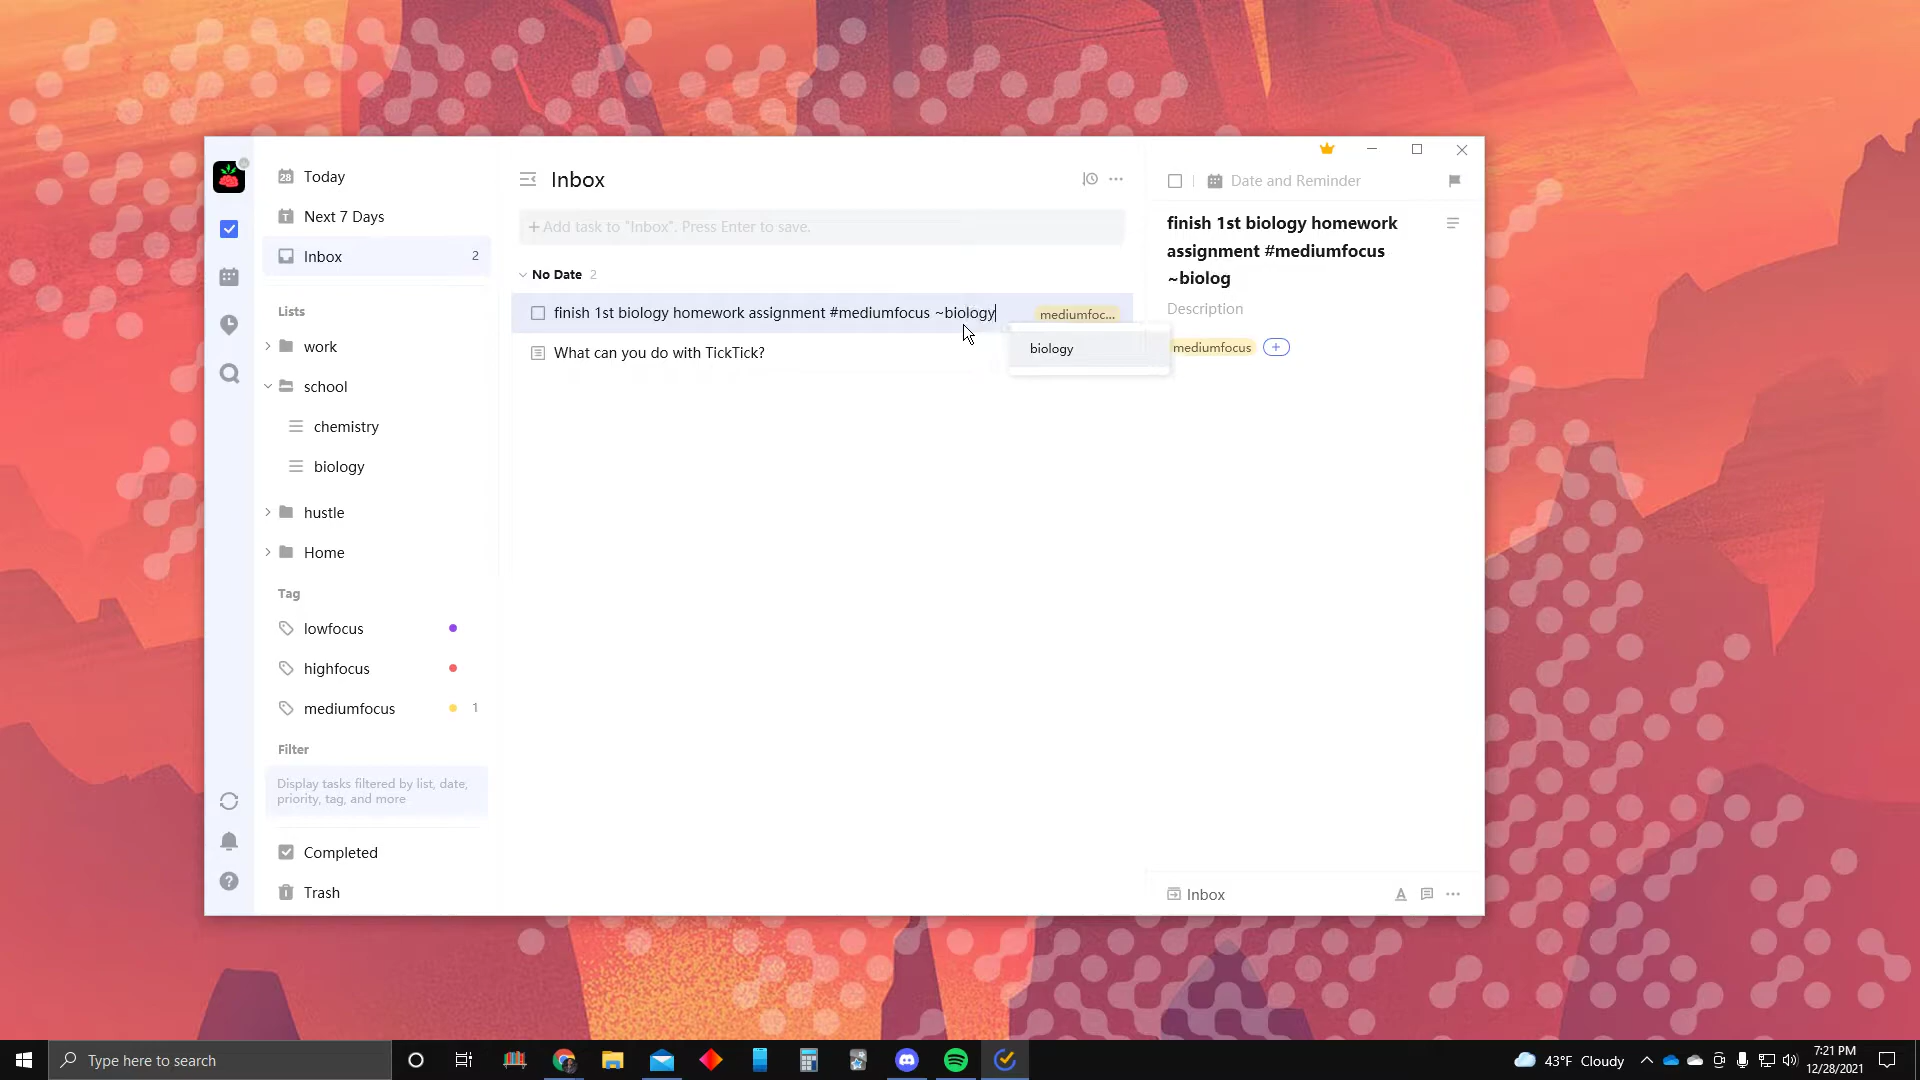 Today
Next 7 Days
Inbox 2
Lists
work
school
chemistry
biology
hustle
Home
Tag
lowfocus
highfocus
mediumfocus 1
Filter
Display tasks filtered by list, date,
priority, tag, and more
Completed
Trash
Inbox
+ Add task to "Inbox". Press Enter to save.
No Date 2
finish 1st biology homework assignment #mediumfocus ~biology
mediumfoc...
What can you do with TickTick?
biology
Date and Reminder
finish 1st biology homework
assignment #mediumfocus
~biolog
Description
mediumfocus
Inbox
Type here to search
43°F Cloudy
7:21 PM
12/28/2021